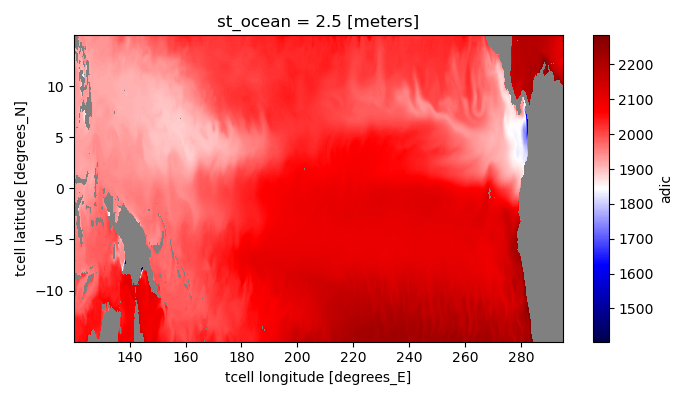 st_ocean = 2.5 [meters]
10
5
0
−5
−10
tcell latitude [degrees_N]
140 160 180 200 220 240 260 280
tcell longitude [degrees_E]
2200
2100
2000
1900
1800
1700
1600
1500
adic